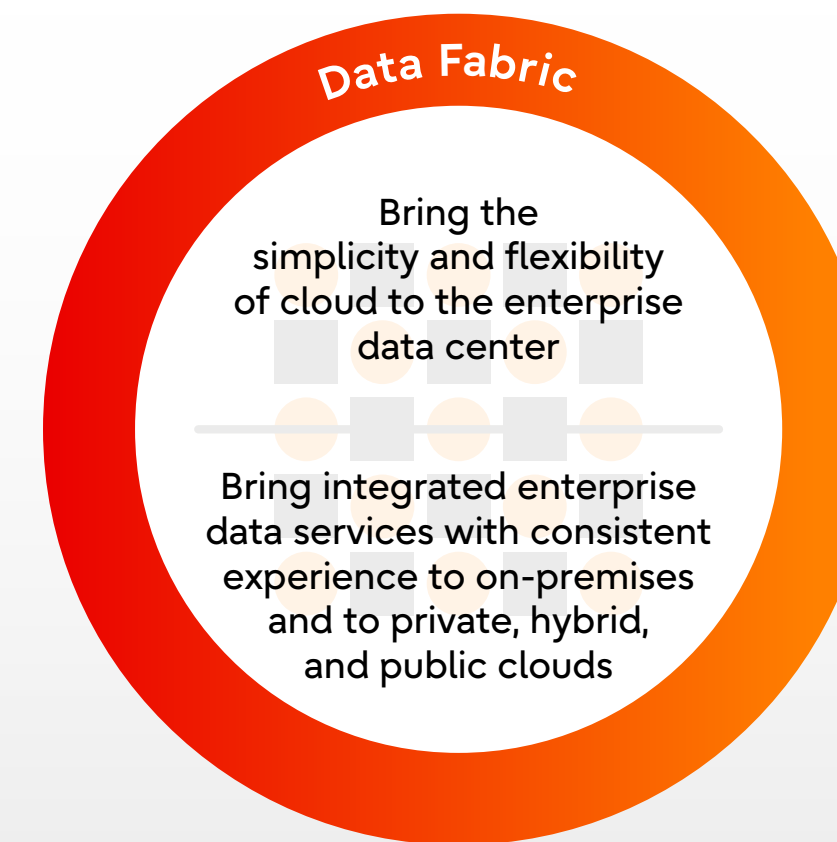 Data Fabric
Bring the
simplicity and flexibility
of cloud to the enterprise
data center
Bring integrated enterprise
data services with consistent
experience to on-premises
and to private, hybrid,
and public clouds